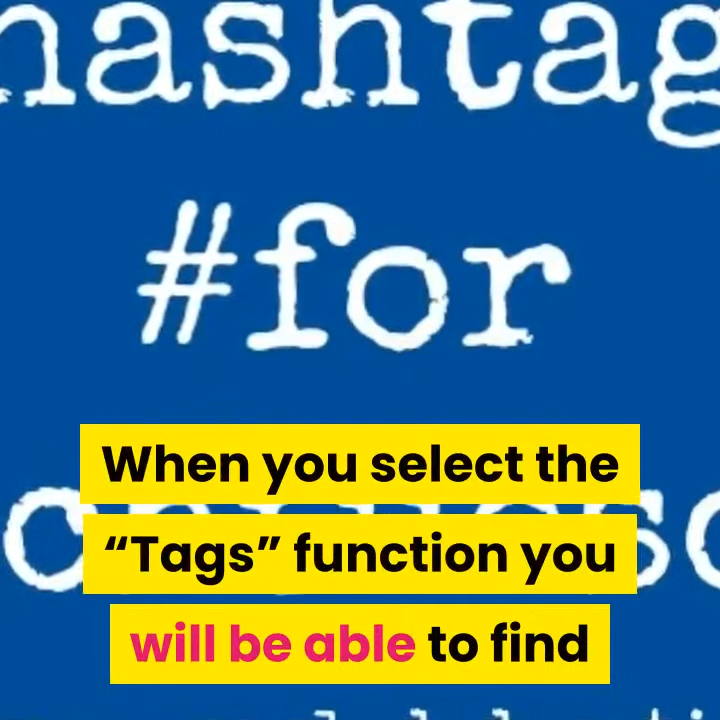 hashtag
#for
When you select the
“Tags” function you
will be able to find